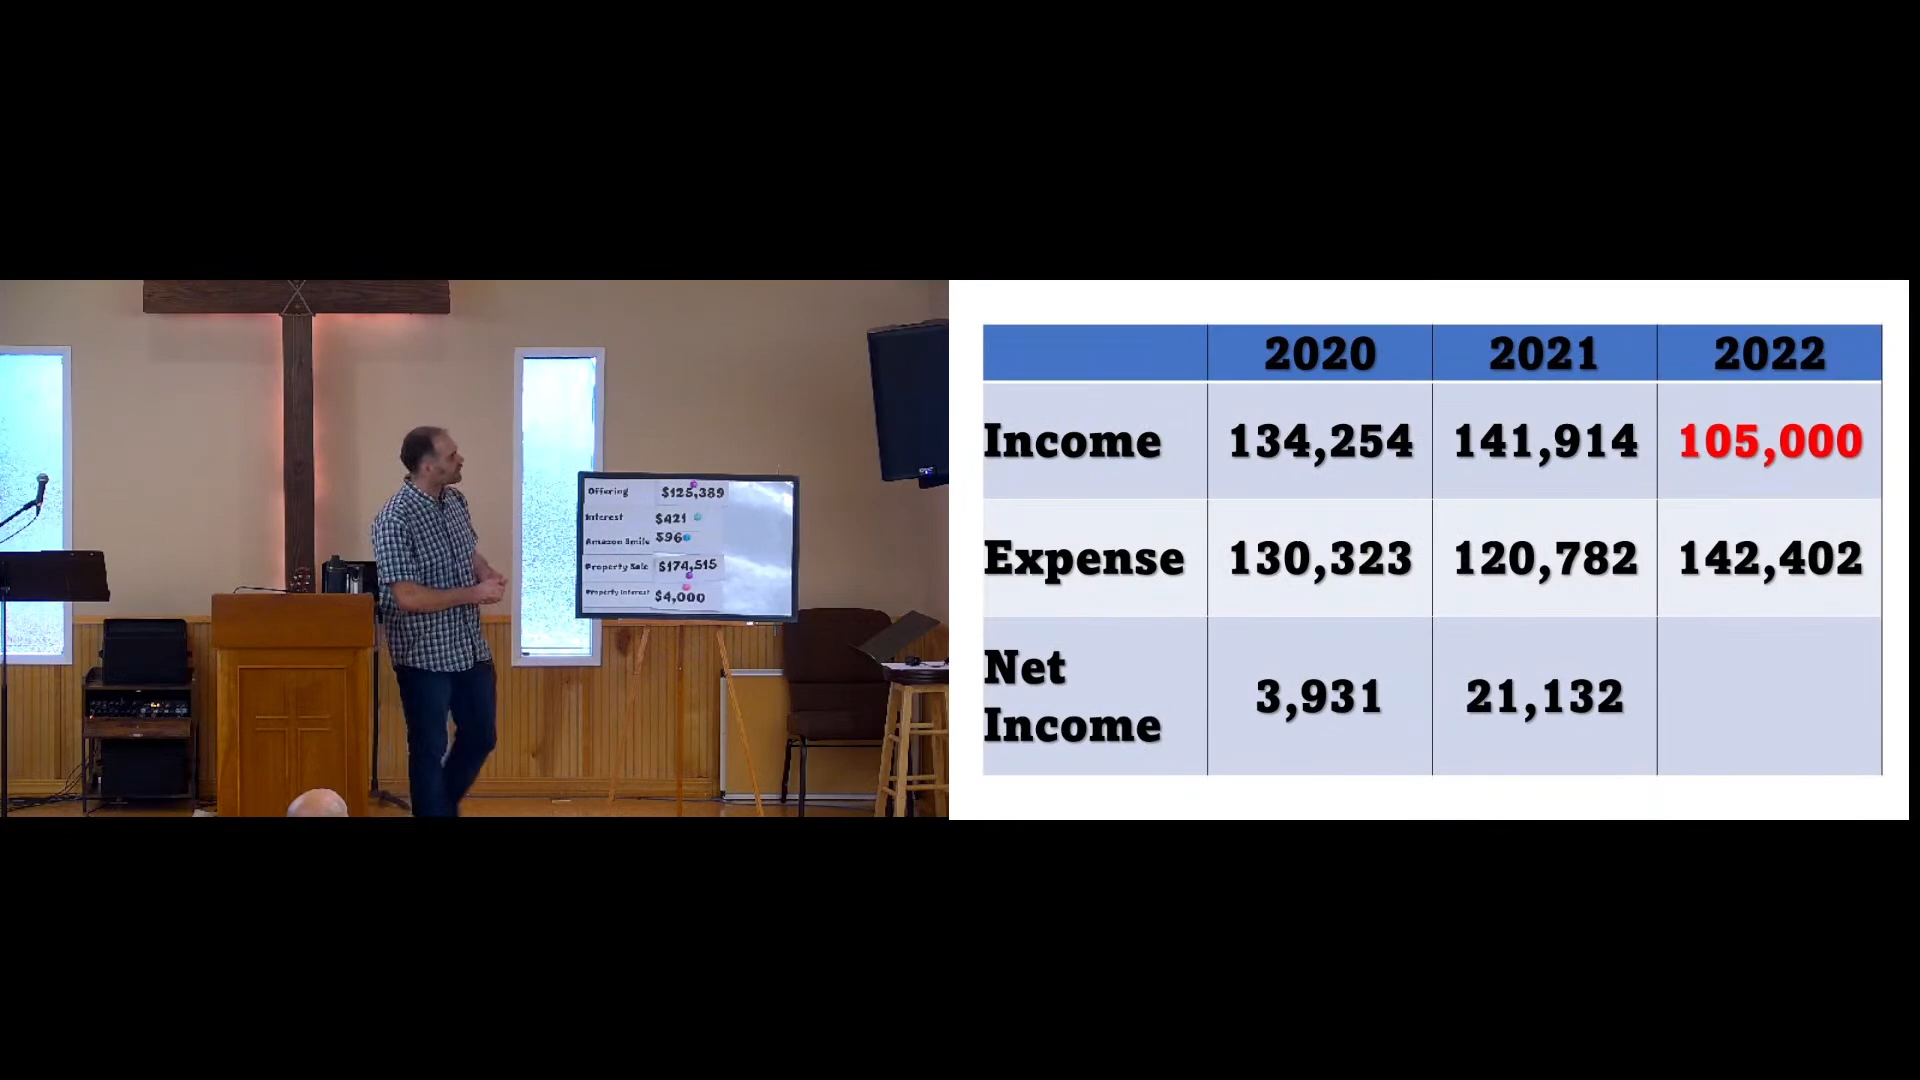 Offering $125,389
Interest $421
Amazon Smile $96
Property Sale $174,515
Property Interest $4,000
2020 2021 2022
Income 134,254 141,914 105,000
Expense 130,323 120,782 142,402
Net
Income 3,931 21,132